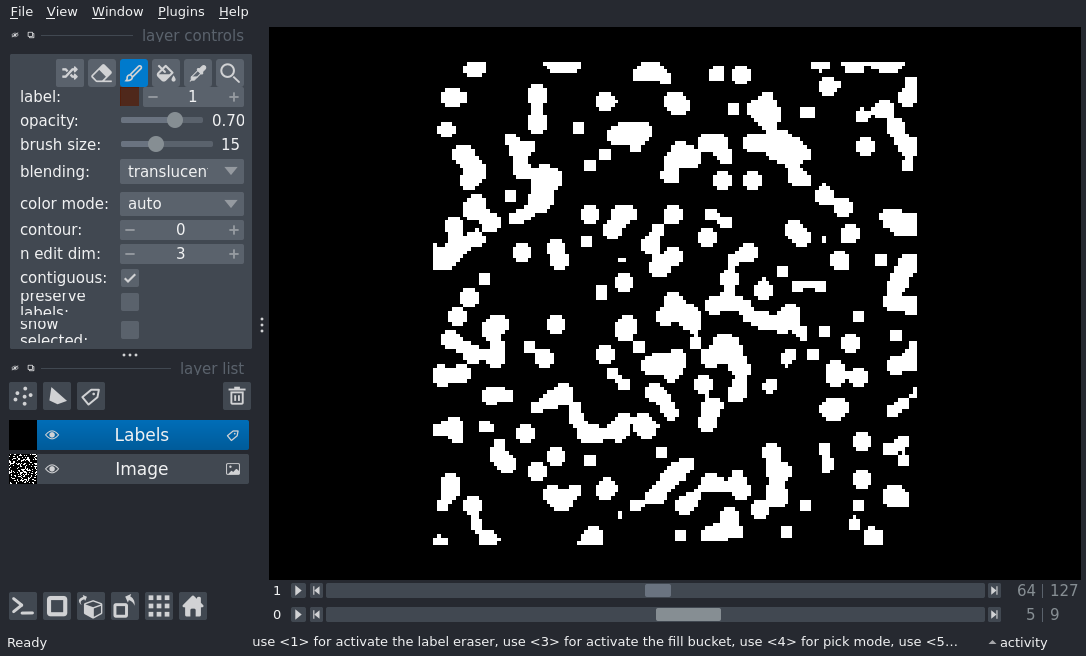 File View Window Plugins Help
layer controls
label: 1
opacity: 0.70
brush size: 15
blending: translucen
color mode: auto
contour: 0
n edit dim: 3
contiguous:
preserve
labels:
show
selected:
layer list
Labels
Image
1 64 | 127
0 5 | 9
Ready use <1> for activate the label eraser, use <3> for activate the fill bucket, use <4> for pick mode, use <5... activity